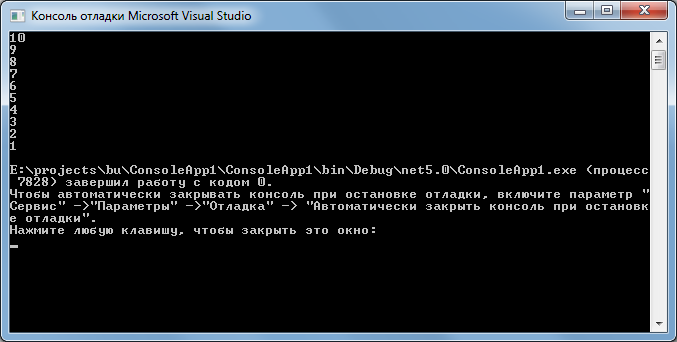 Консоль отладки Microsoft Visual Studio
10
9
8
7
6
5
4
3
2
1
E:\projects\bu\ConsoleApp1\ConsoleApp1\bin\Debug\net5.0\ConsoleApp1.exe (процесс
7828) завершил работу с кодом 0.
Чтобы автоматически закрывать консоль при остановке отладки, включите параметр "
Сервис" ->"Параметры" ->"Отладка" -> "Автоматически закрыть консоль при остановк
е отладки".
Нажмите любую клавишу, чтобы закрыть это окно: